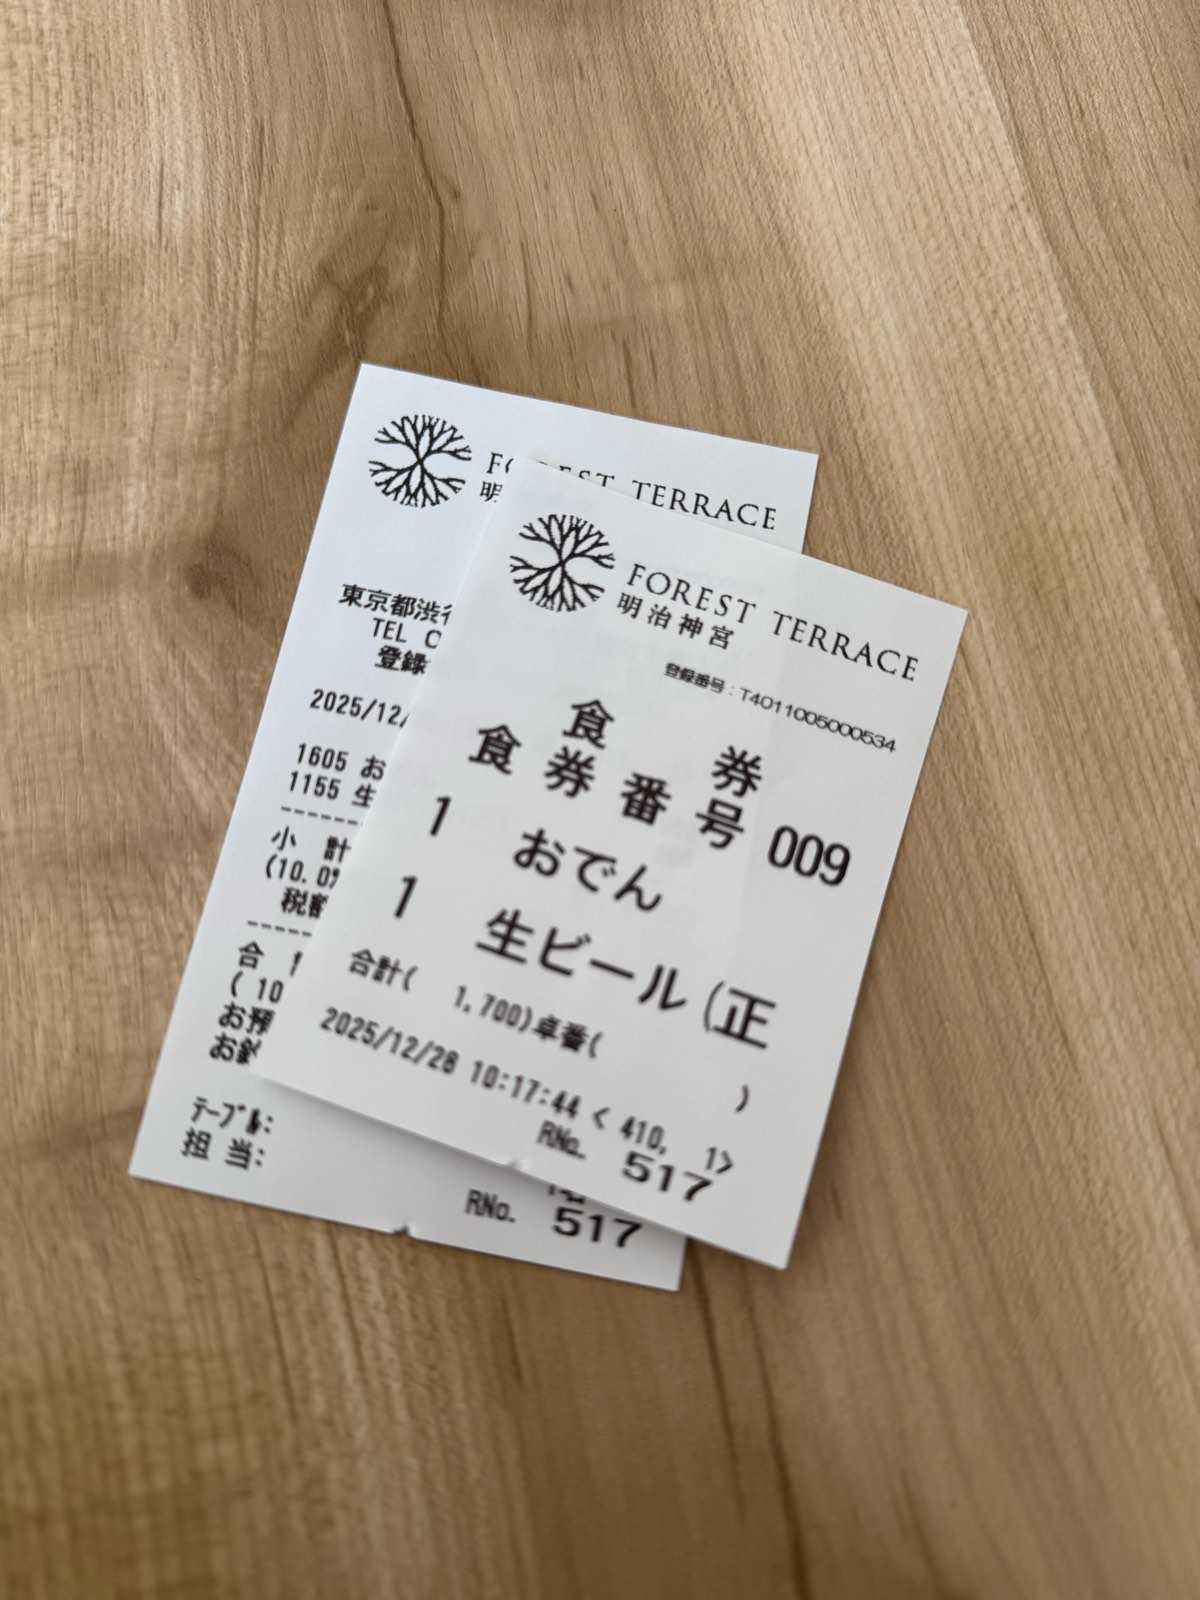 FOREST TERRACE
明
東京都渋谷
TEL
登録
2025/12/
1605 お
1155 生
小 計
(10.0%
税額
合
( 10
お預
お釣
テーブル:
担 当:
RNo. 517
FOREST TERRACE
明治神宮
登録番号:T4011005000534
食 券
食券番号 009
1 おでん
1 生ビール(正
合計( 1,700)卓番( )
2025/12/28 10:17:44 < 410, 1>
RNo. 517